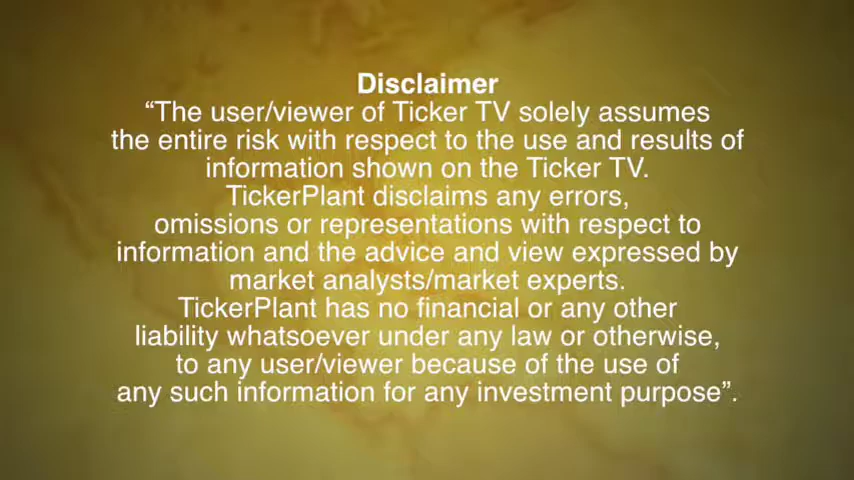 Disclaimer
“The user/viewer of Ticker TV solely assumes
the entire risk with respect to the use and results of
information shown on the Ticker TV.
TickerPlant disclaims any errors,
omissions or representations with respect to
information and the advice and view expressed by
market analysts/market experts.
TickerPlant has no financial or any other
liability whatsoever under any law or otherwise,
to any user/viewer because of the use of
any such information for any investment purpose”.